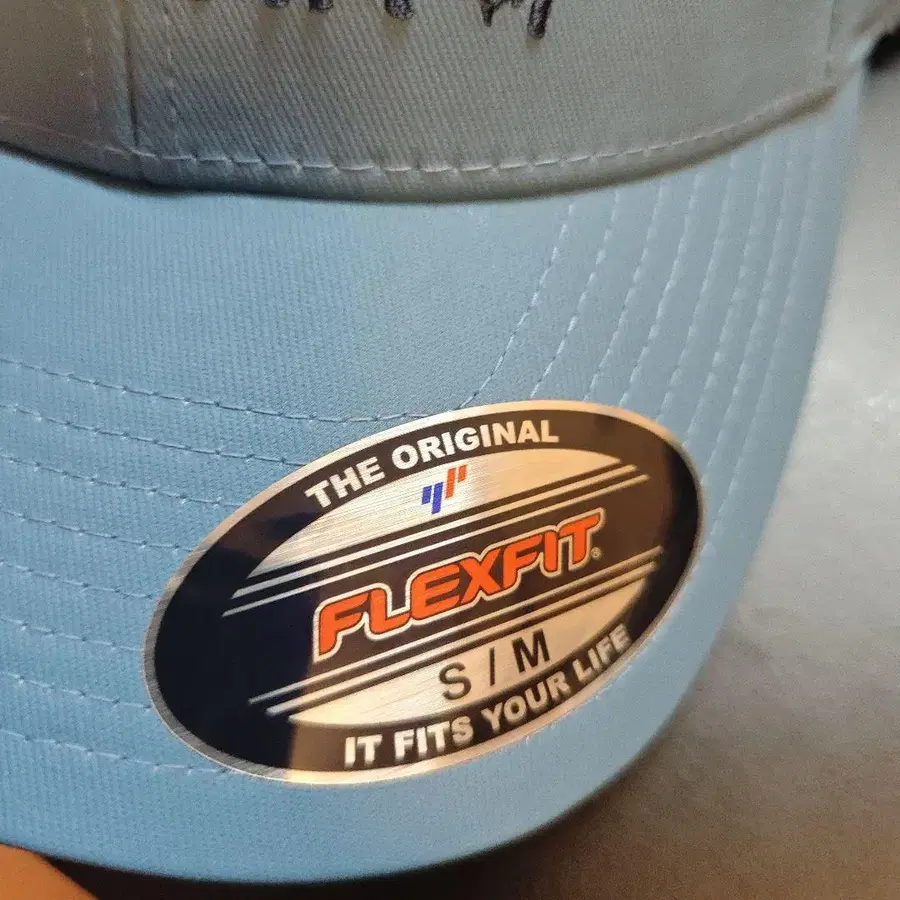 THE ORIGINAL
FLEXFIT®
S / M
IT FITS YOUR LIFE